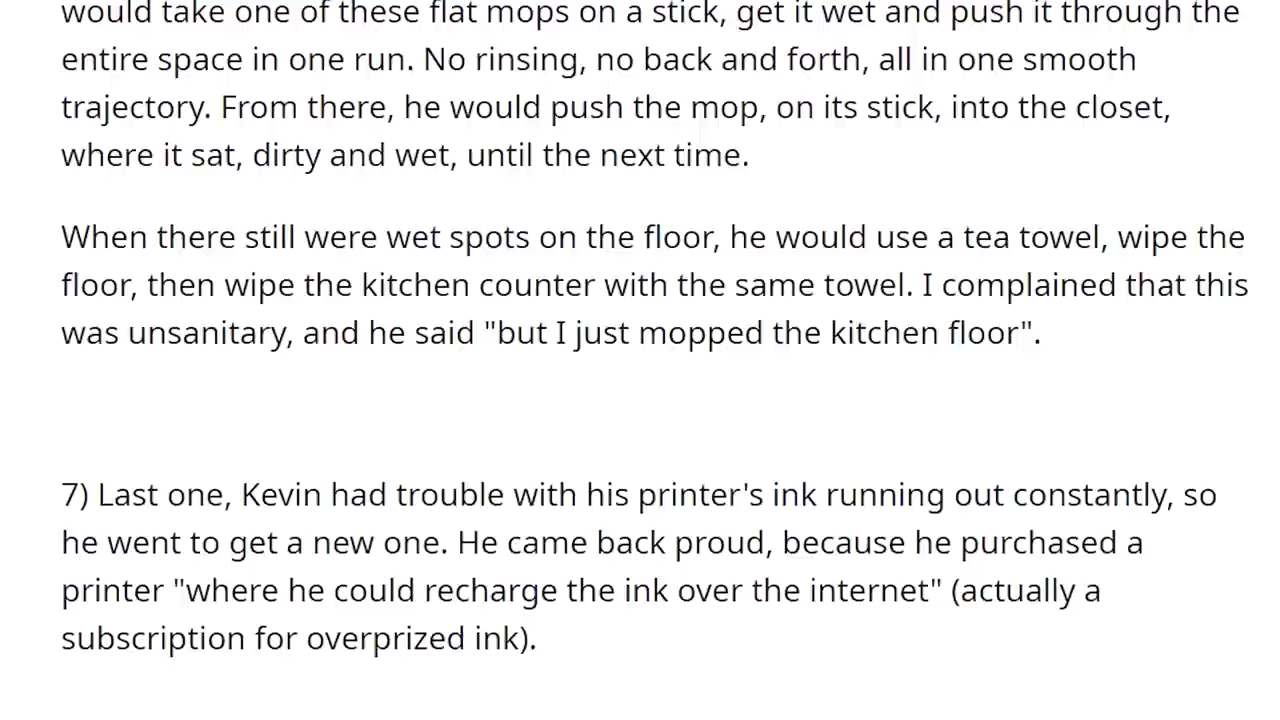 would take one of these flat mops on a stick, get it wet and push it through the
entire space in one run. No rinsing, no back and forth, all in one smooth
trajectory. From there, he would push the mop, on its stick, into the closet,
where it sat, dirty and wet, until the next time.
When there still were wet spots on the floor, he would use a tea towel, wipe the
floor, then wipe the kitchen counter with the same towel. I complained that this
was unsanitary, and he said "but I just mopped the kitchen floor".
7) Last one, Kevin had trouble with his printer's ink running out constantly, so
he went to get a new one. He came back proud, because he purchased a
printer "where he could recharge the ink over the internet" (actually a
subscription for overprized ink).